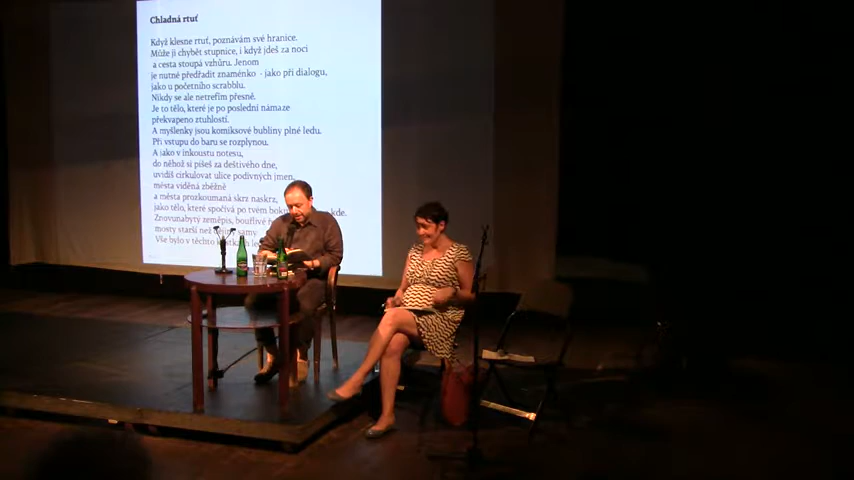 Chladná rtuť
Když klesne rtuť, poznávám své hranice.
Může jí chybět stupnice, i když jdeš za nocí
a cesta stoupá vzhůru. Jenom
je nutné předřadit znaménko - jako při dialogu,
jako u početního scrabblu.
Nikdy se ale netrefím přesně.
Je to tělo, které je po poslední námaze
překvapeno ztuhlostí.
A myšlenky jsou komiksové bubliny plné ledu.
Při vstupu do baru se rozplynou.
A jako v inkoustu notesu,
do něhož si píšeš za deštivého dne,
uvidíš cirkulovat ulice podivných jmen,
města viděná zběžně
a města prozkoumaná skrz naskrz,
jako tělo, které spočívá po tvém boku kde.
Znovunabytý zeměpis, bouřlivé
mosty starší než dějiny samy
Vše bylo v těchto